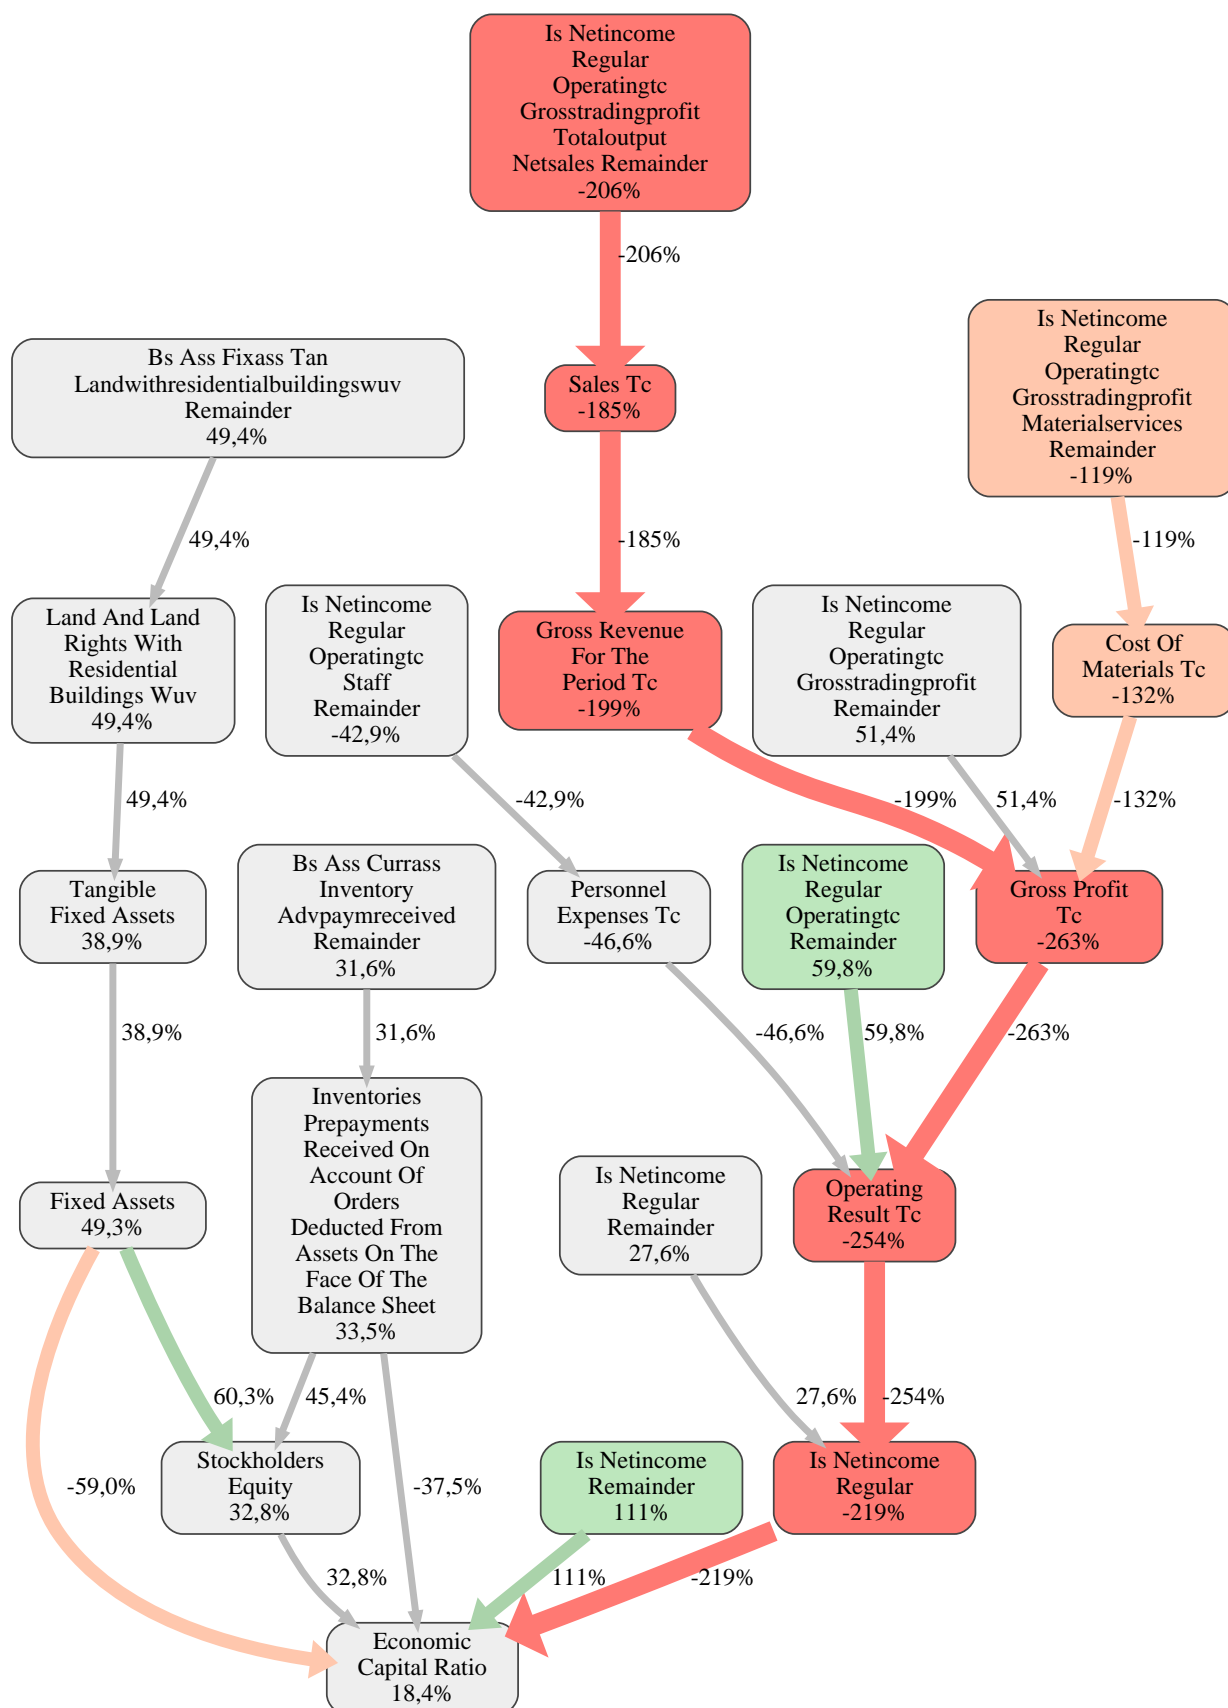 Is Netincome
Regular
Operatingtc
Grosstradingprofit
Totaloutput
Netsales Remainder
-206%
-206%
Is Netincome
Regular
Operatingtc
Grosstradingprofit
Materialservices
Remainder
-119%
Bs Ass Fixass Tan
Landwithresidentialbuildingswuv
Remainder
49,4%
Sales Tc
-185%
49,4%
-185%
-119%
Land And Land
Rights With
Residential
Buildings Wuv
49,4%
Is Netincome
Regular
Operatingtc
Staff
Remainder
-42,9%
Gross Revenue
For The
Period Tc
-199%
Is Netincome
Regular
Operatingtc
Grosstradingprofit
Remainder
51,4%
Cost Of
Materials Tc
-132%
49,4%
-42,9%
-199%
51,4%
-132%
Tangible
Fixed Assets
38,9%
Bs Ass Currass
Inventory
Advpaymreceived
Remainder
31,6%
Personnel
Expenses Tc
-46,6%
Is Netincome
Regular
Operatingtc
Remainder
59,8%
Gross Profit
Tc
-263%
38,9%
31,6%
-46,6%
59,8%
-263%
Fixed Assets
49,3%
Inventories
Prepayments
Received On
Account Of
Orders
Deducted From
Assets On The
Face Of The
Balance Sheet
33,5%
Is Netincome
Regular
Remainder
27,6%
Operating
Result Tc
-254%
60,3%
45,4%
27,6%
-254%
-59,0%
Stockholders
Equity
32,8%
-37,5%
Is Netincome
Remainder
111%
Is Netincome
Regular
-219%
32,8%
111%
-219%
Economic
Capital Ratio
18,4%